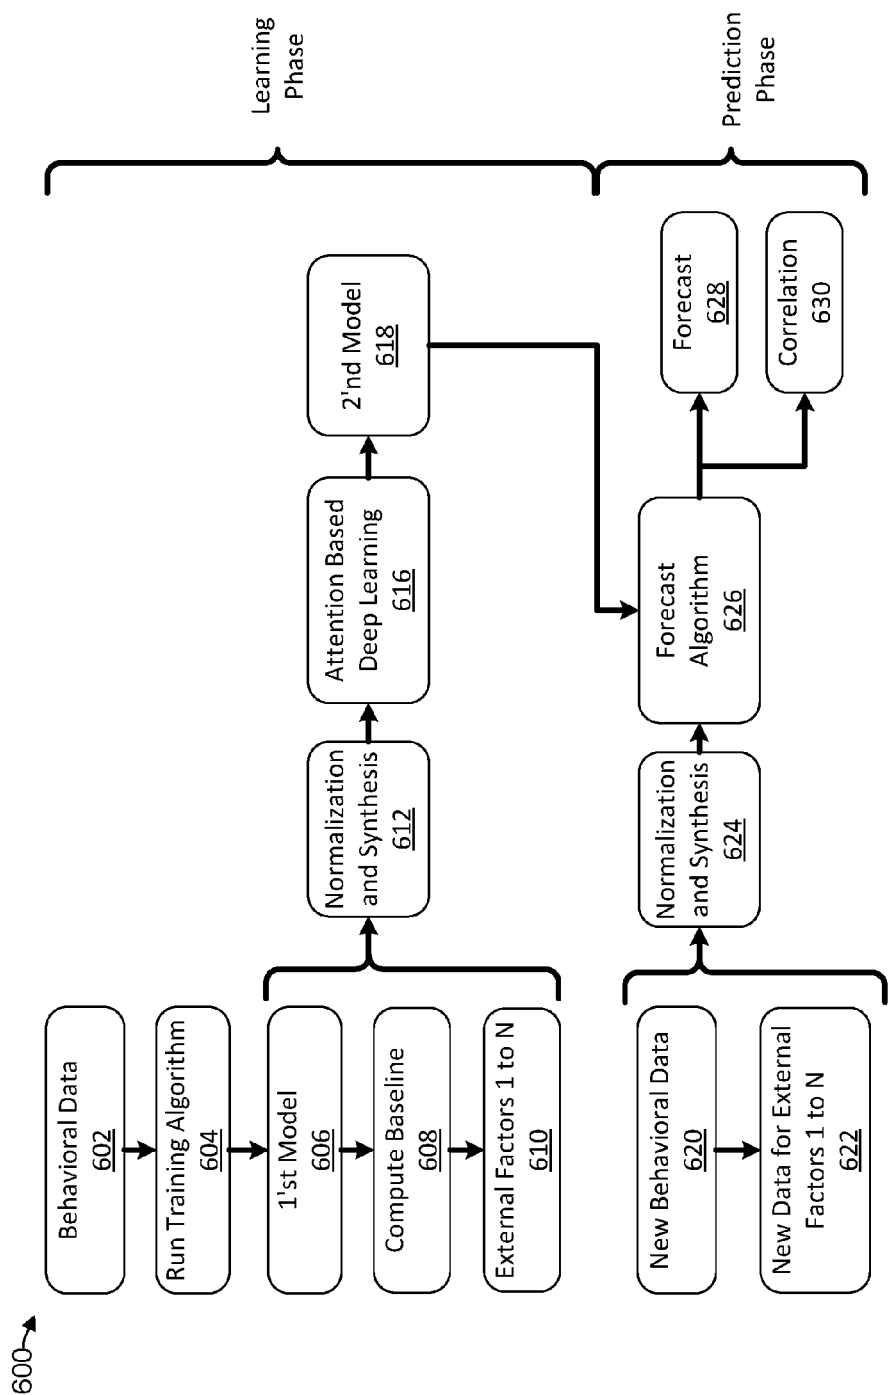 600
Behavioral Data
602
Run Training Algorithm
604
1'st Model
606
Compute Baseline
608
External Factors 1 to N
610
Normalization
and Synthesis
612
Attention Based
Deep Learning
616
2'nd Model
618
Learning
Phase
New Behavioral Data
620
New Data for External
Factors 1 to N
622
Normalization
and Synthesis
624
Forecast
Algorithm
626
Forecast
628
Correlation
630
Prediction
Phase